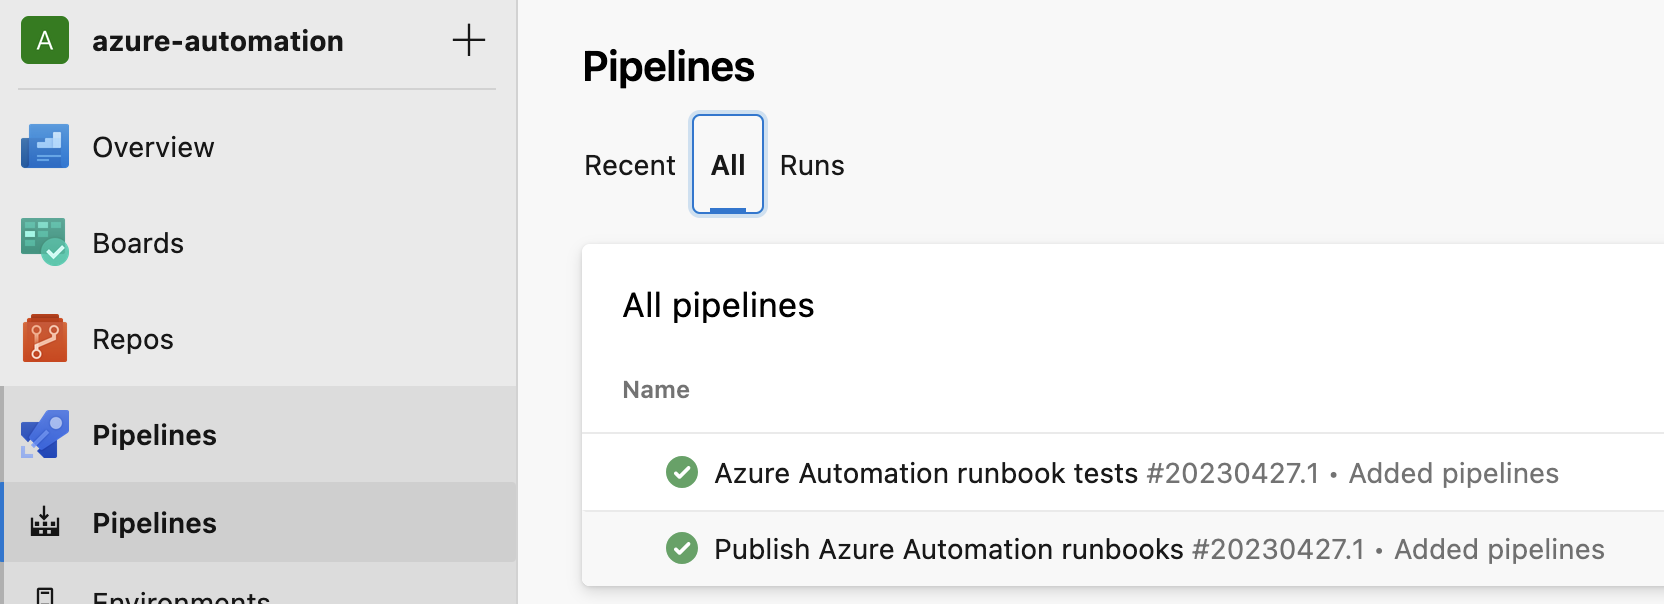 A azure-automation
Overview
Boards
Repos
Pipelines
Pipelines
Environments
Pipelines
Recent All Runs
All pipelines
Name
Azure Automation runbook tests #20230427.1 • Added pipelines
Publish Azure Automation runbooks #20230427.1 • Added pipelines